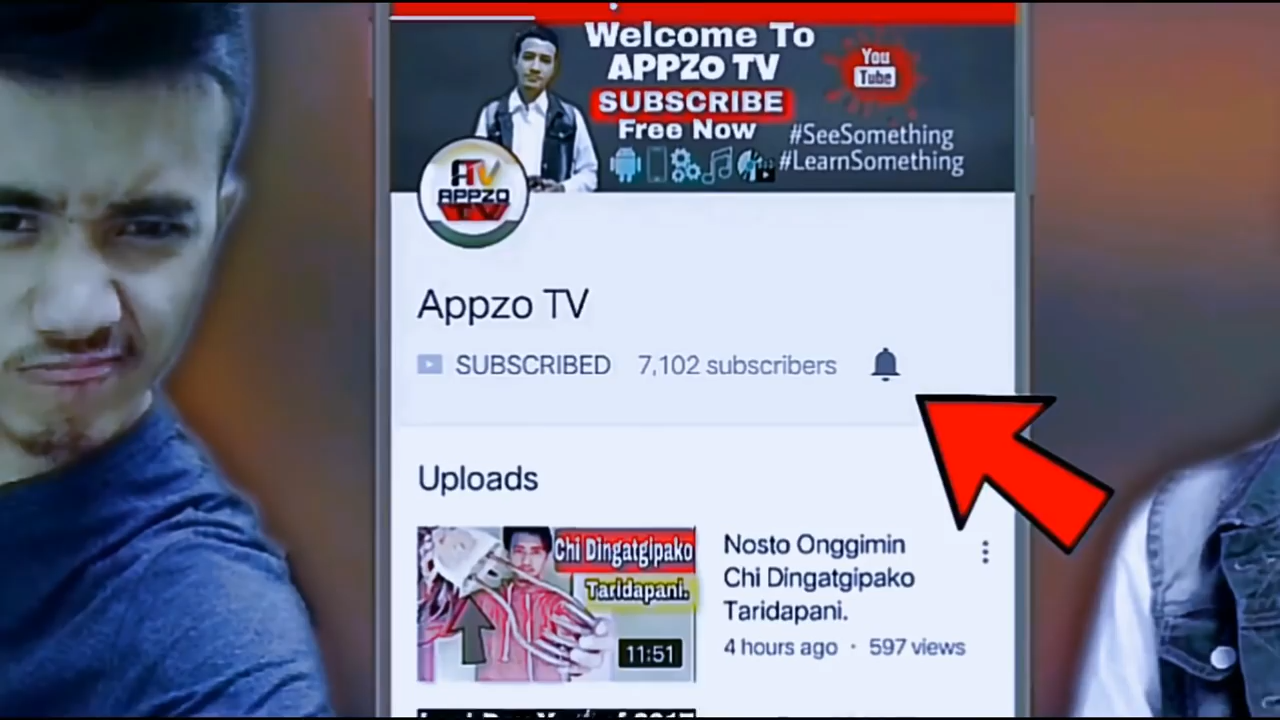 Welcome To
APPZO TV
SUBSCRIBE
Free Now
You
Tube
#SeeSomething
#LearnSomething
ATV
APPZO
TV
Appzo TV
SUBSCRIBED 7,102 subscribers
Uploads
Chi Dingatgipako
Taridapani.
11:51
Nosto Onggimin
Chi Dingatgipako
Taridapani.
4 hours ago · 597 views